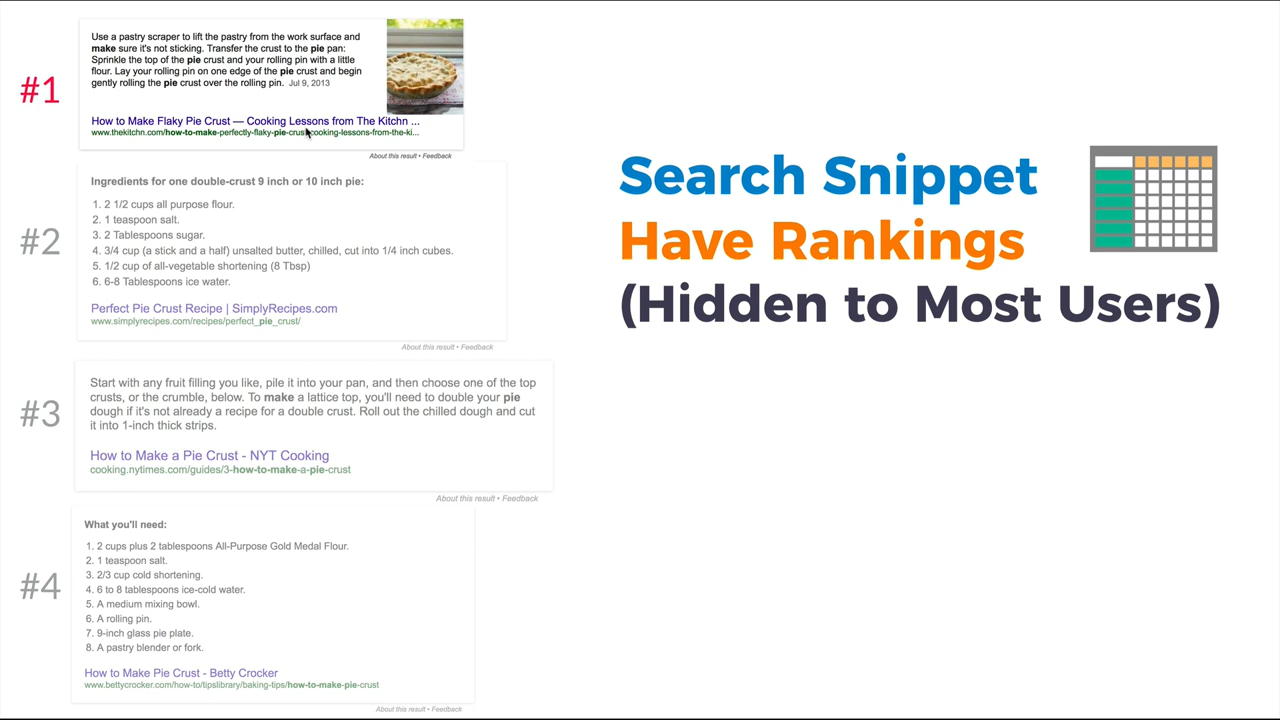 #1
Use a pastry scraper to lift the pastry from the work surface and
make sure it's not sticking. Transfer the crust to the pie pan:
Sprinkle the top of the pie crust and your rolling pin with a little
flour. Lay your rolling pin on one edge of the pie crust and begin
gently rolling the pie crust over the rolling pin. Jul 9, 2013
How to Make Flaky Pie Crust — Cooking Lessons from The Kitchn ...
www.thekitchn.com/how-to-make-perfectly-flaky-pie-crust-cooking-lessons-from-the-ki...
About this result • Feedback
#2
Ingredients for one double-crust 9 inch or 10 inch pie:
1. 2 1/2 cups all purpose flour.
2. 1 teaspoon salt.
3. 2 Tablespoons sugar.
4. 3/4 cup (a stick and a half) unsalted butter, chilled, cut into 1/4 inch cubes.
5. 1/2 cup of all-vegetable shortening (8 Tbsp)
6. 6-8 Tablespoons ice water.
Perfect Pie Crust Recipe | SimplyRecipes.com
www.simplyrecipes.com/recipes/perfect_pie_crust/
About this result • Feedback
#3
Start with any fruit filling you like, pile it into your pan, and then choose one of the top
crusts, or the crumble, below. To make a lattice top, you'll need to double your pie
dough if it's not already a recipe for a double crust. Roll out the chilled dough and cut
it into 1-inch thick strips.
How to Make a Pie Crust - NYT Cooking
cooking.nytimes.com/guides/3-how-to-make-a-pie-crust
About this result • Feedback
#4
What you'll need:
1. 2 cups plus 2 tablespoons All-Purpose Gold Medal Flour.
2. 1 teaspoon salt.
3. 2/3 cup cold shortening.
4. 6 to 8 tablespoons ice-cold water.
5. A medium mixing bowl.
6. A rolling pin.
7. 9-inch glass pie plate.
8. A pastry blender or fork.
How to Make Pie Crust - Betty Crocker
www.bettycrocker.com/how-to/tipslibrary/baking-tips/how-to-make-pie-crust
About this result • Feedback
Search Snippet
Have Rankings
(Hidden to Most Users)